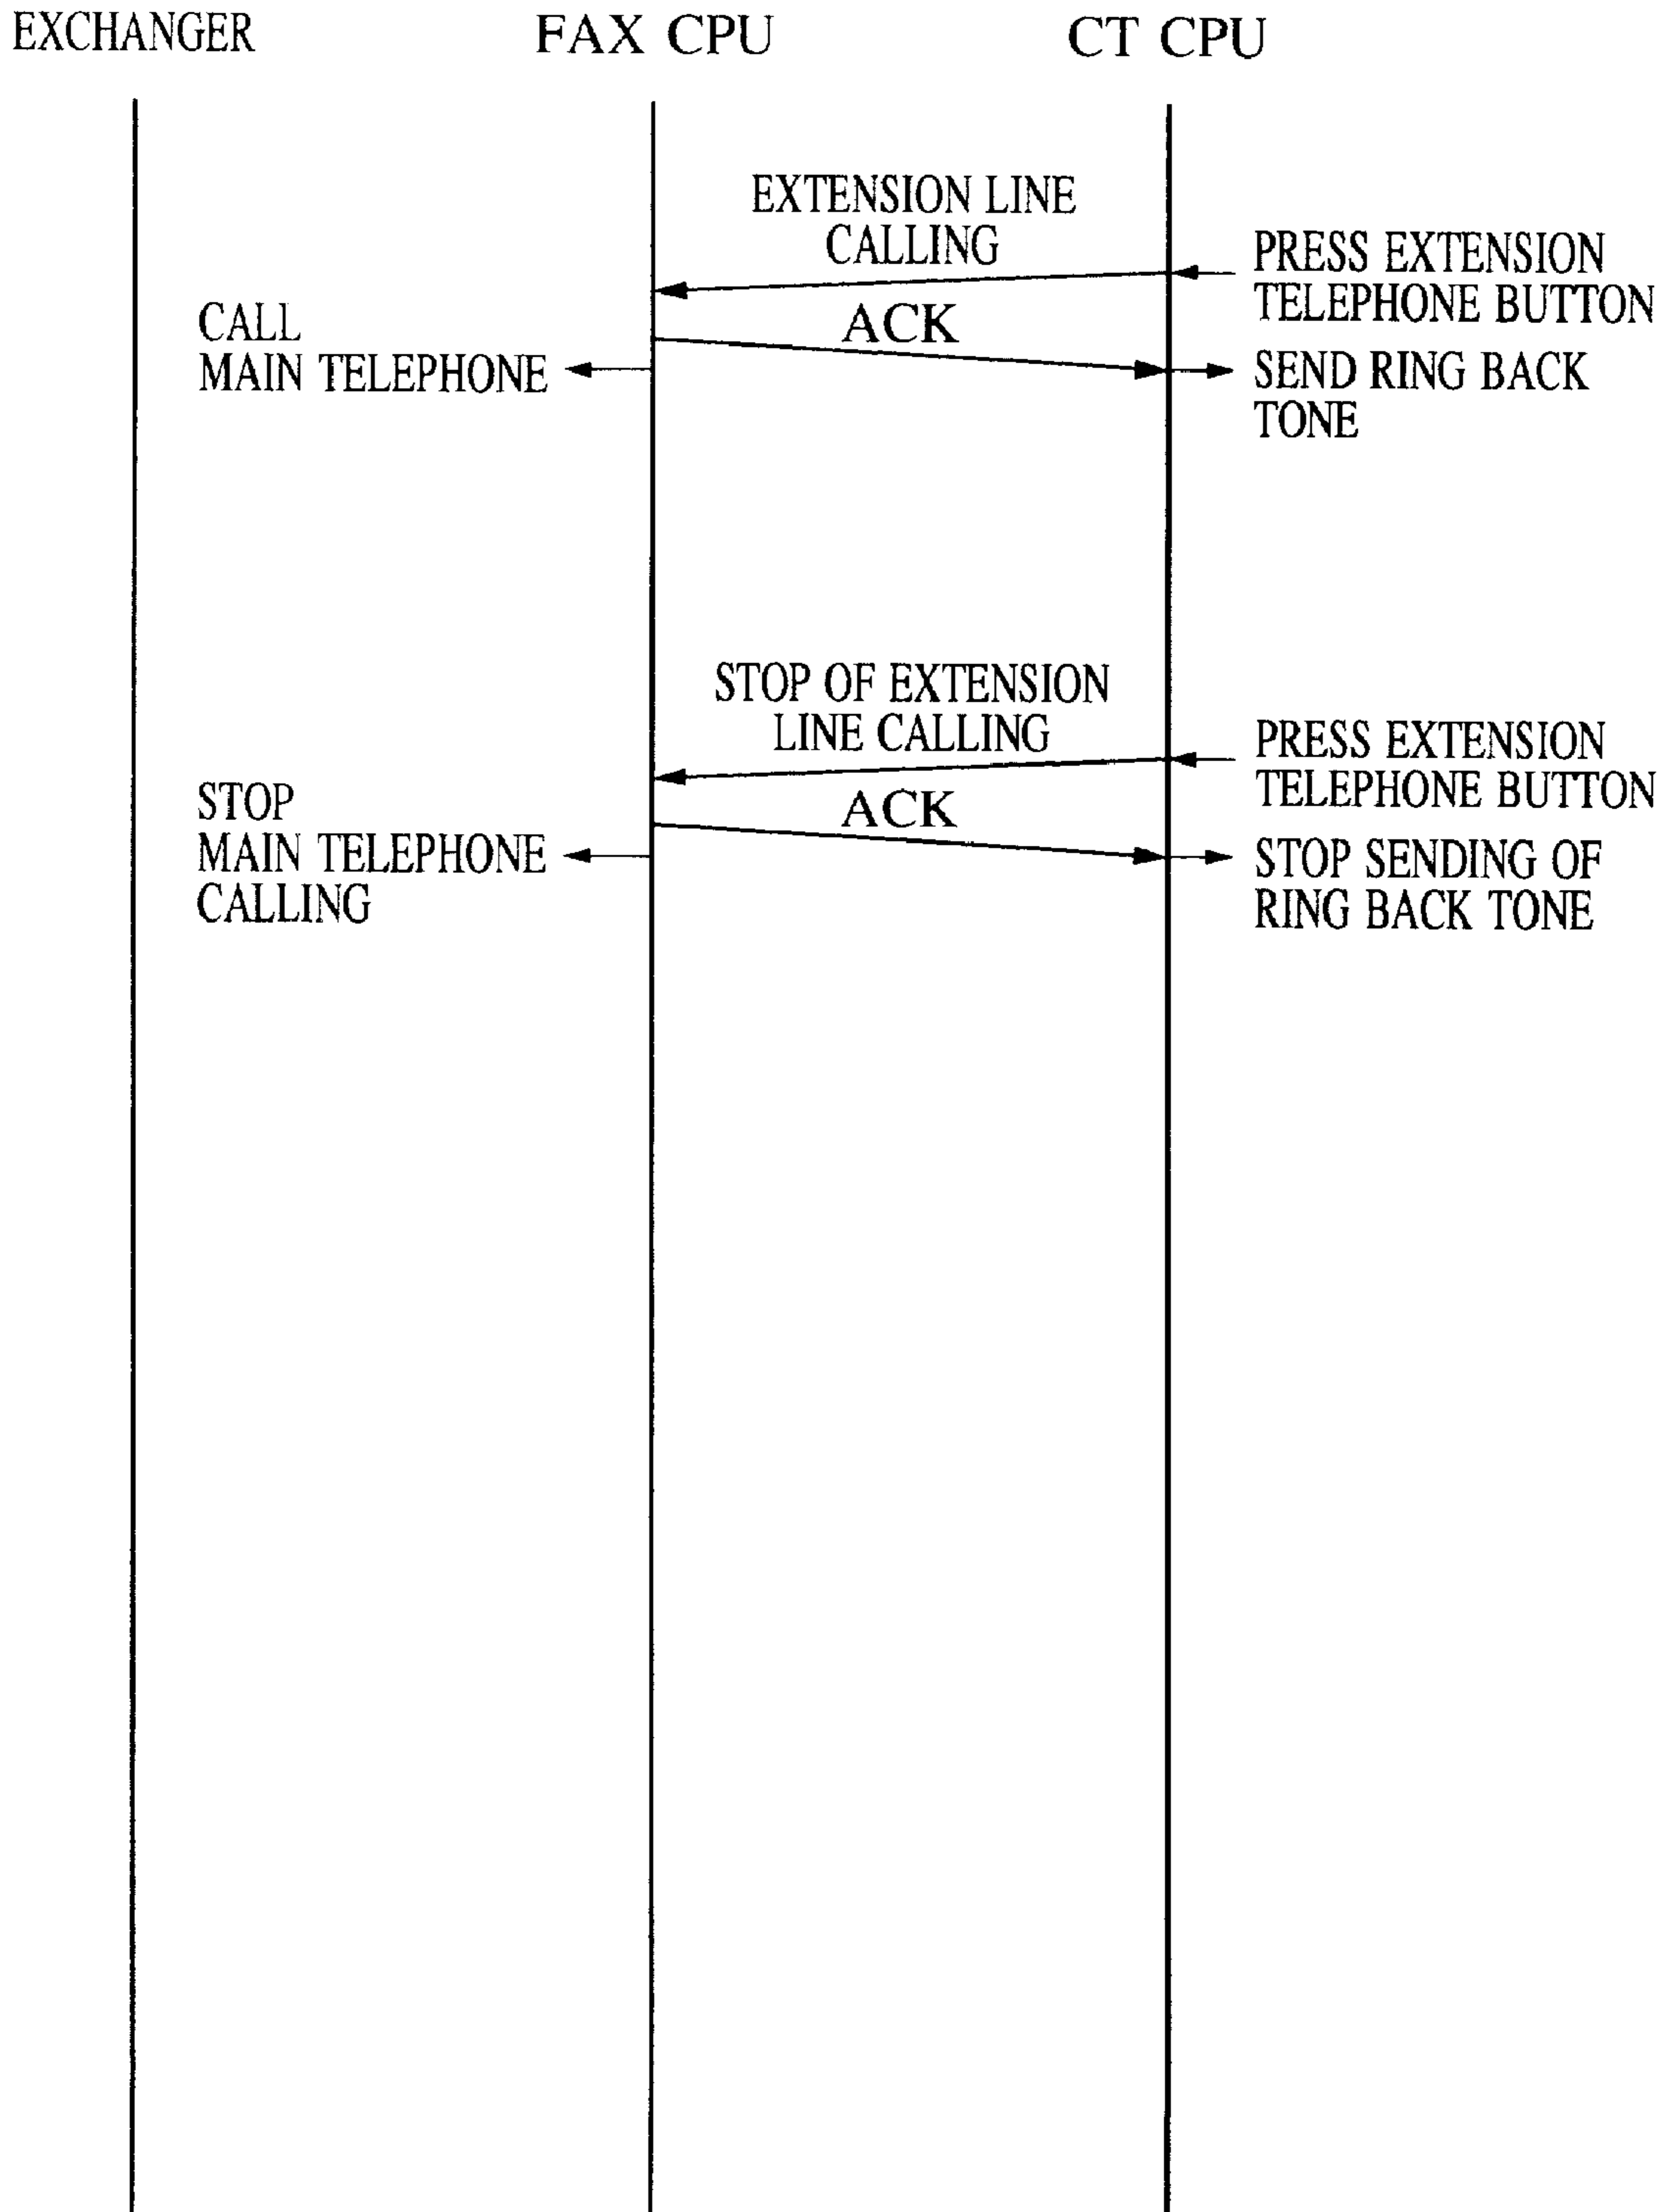 EXCHANGER
FAX CPU
CT CPU
EXTENSION LINE
CALLING
PRESS EXTENSION
TELEPHONE BUTTON
CALL
MAIN TELEPHONE
ACK
SEND RING BACK
TONE
STOP OF EXTENSION
LINE CALLING
PRESS EXTENSION
TELEPHONE BUTTON
STOP
MAIN TELEPHONE
CALLING
ACK
STOP SENDING OF
RING BACK TONE